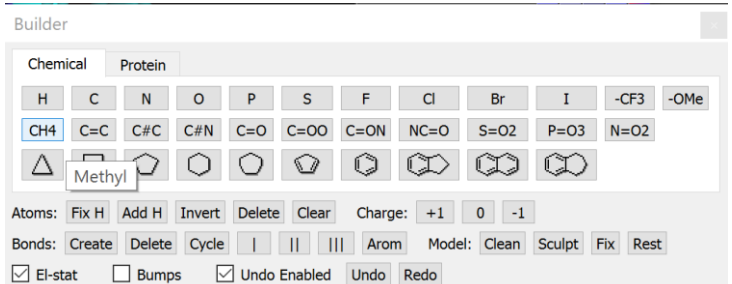 Builder
Chemical Protein
H C N O P S F Cl Br I -CF3 -OMe
CH4 C=C C#C C#N C=O C=OO C=ON NC=O S=O2 P=O3 N=O2
Methyl
Atoms: Fix H Add H Invert Delete Clear Charge: +1 0 -1
Bonds: Create Delete Cycle | || ||| Arom Model: Clean Sculpt Fix Rest
El-stat Bumps Undo Enabled Undo Redo